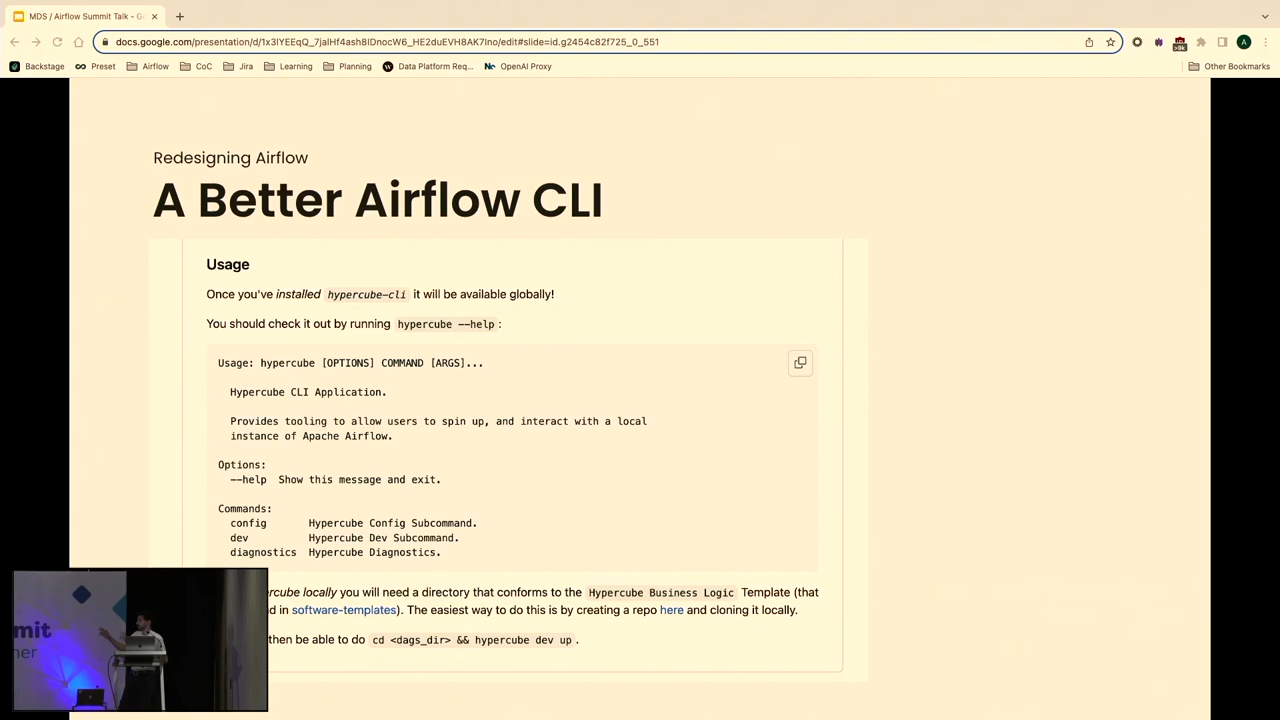 MDS / Airflow Summit Talk - G
docs.google.com/presentation/d/1x3lYEEqQ_7jalHf4ash8IDnocW6_HE2duEVH8AK7lno/edit#slide=id.g2454c82f725_0_551
Backstage Preset Airflow CoC Jira Learning Planning Data Platform Req... OpenAI Proxy Other Bookmarks
Redesigning Airflow
A Better Airflow CLI
Usage
Once you've installed hypercube-cli it will be available globally!
You should check it out by running hypercube --help :
Usage: hypercube [OPTIONS] COMMAND [ARGS]...
Hypercube CLI Application.
Provides tooling to allow users to spin up, and interact with a local
instance of Apache Airflow.
Options:
--help Show this message and exit.
Commands:
config Hypercube Config Subcommand.
dev Hypercube Dev Subcommand.
diagnostics Hypercube Diagnostics.
rcube locally you will need a directory that conforms to the Hypercube Business Logic Template (that
d in software-templates). The easiest way to do this is by creating a repo here and cloning it locally.
then be able to do cd <dags_dir> && hypercube dev up .
mit
ner